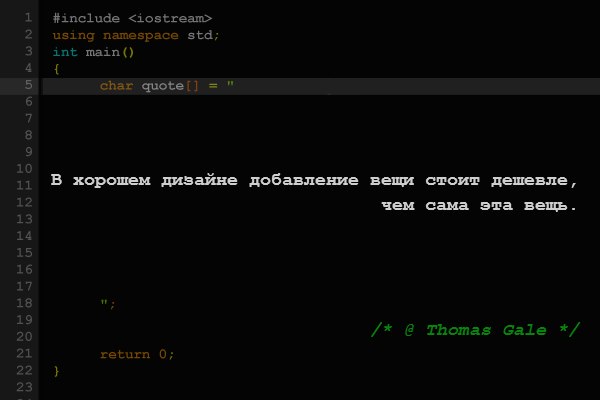 1 #include <iostream>
2 using namespace std;
3 int main()
4 {
5 char quote[] = "
6
7
8
9
10
11 В хорошем дизайне добавление вещи стоит дешевле,
12 чем сама эта вещь.
13
14
15
16
17
18 ";
19
20 /* @ Thomas Gale */
21 return 0;
22 }
23